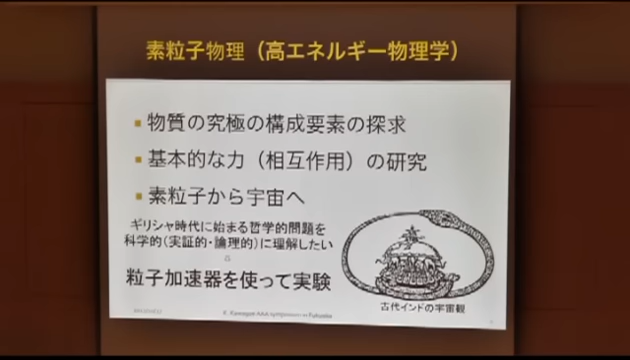 素粒子物理（高エネルギー物理学）
物質の究極の構成要素の探求
基本的な力（相互作用）の研究
素粒子から宇宙へ
ギリシャ時代に始まる哲学的問題を
科学的（実証的・論理的）に理解したい
粒子加速器を使って実験
古代インドの宇宙観